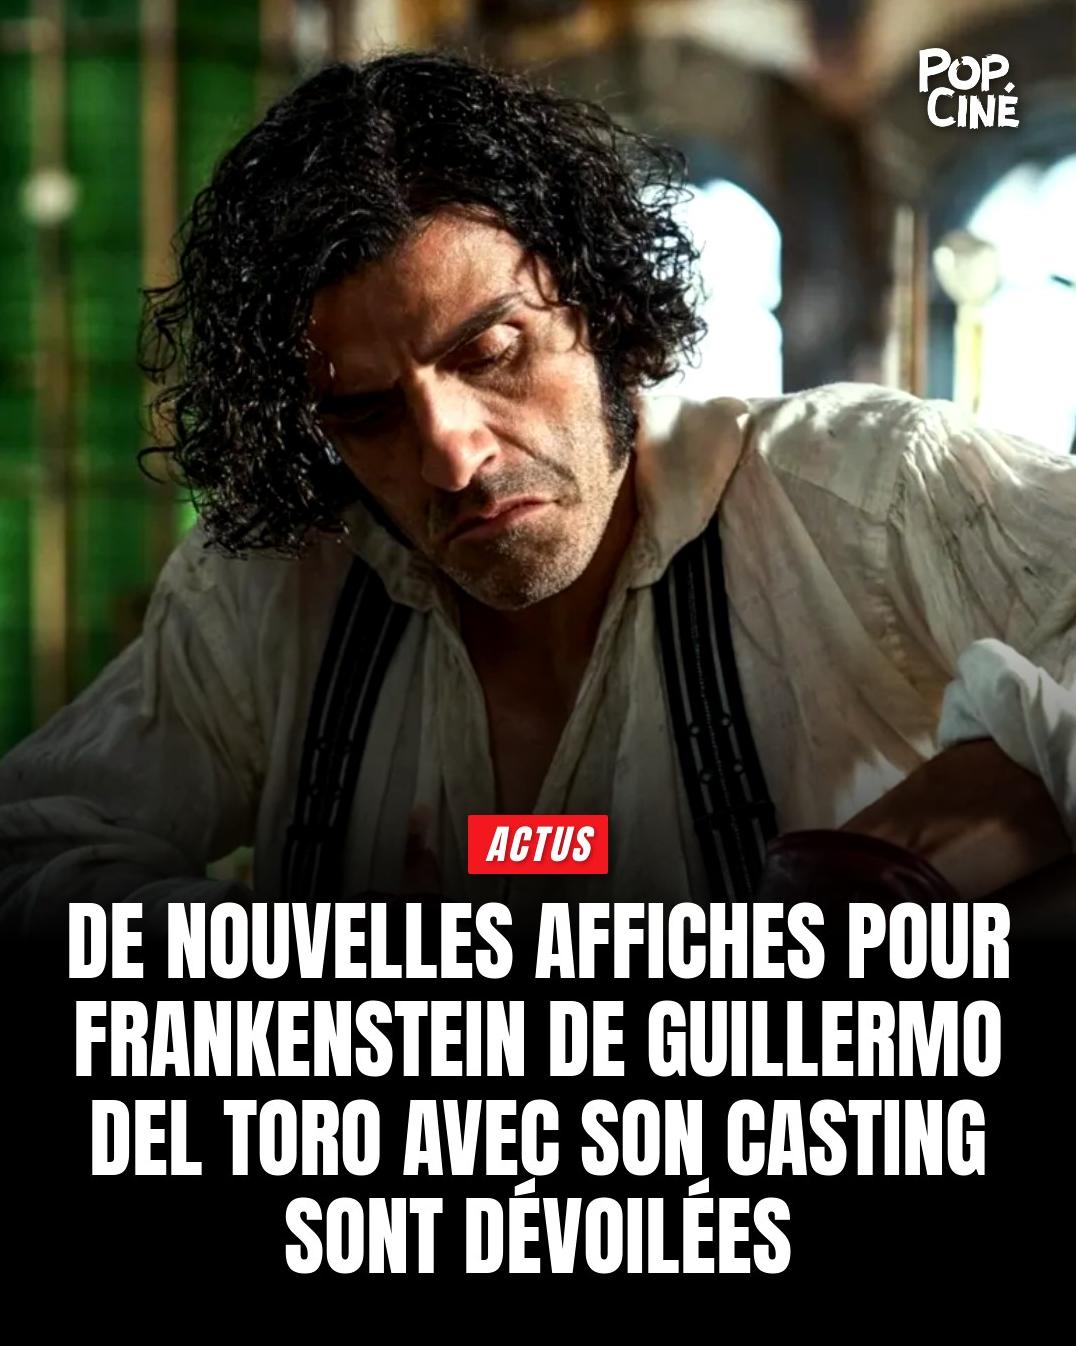 POP.
CINÉ
ACTUS
DE NOUVELLES AFFICHES POUR
FRANKENSTEIN DE GUILLERMO
DEL TORO AVEC SON CASTING
SONT DÉVOILÉES